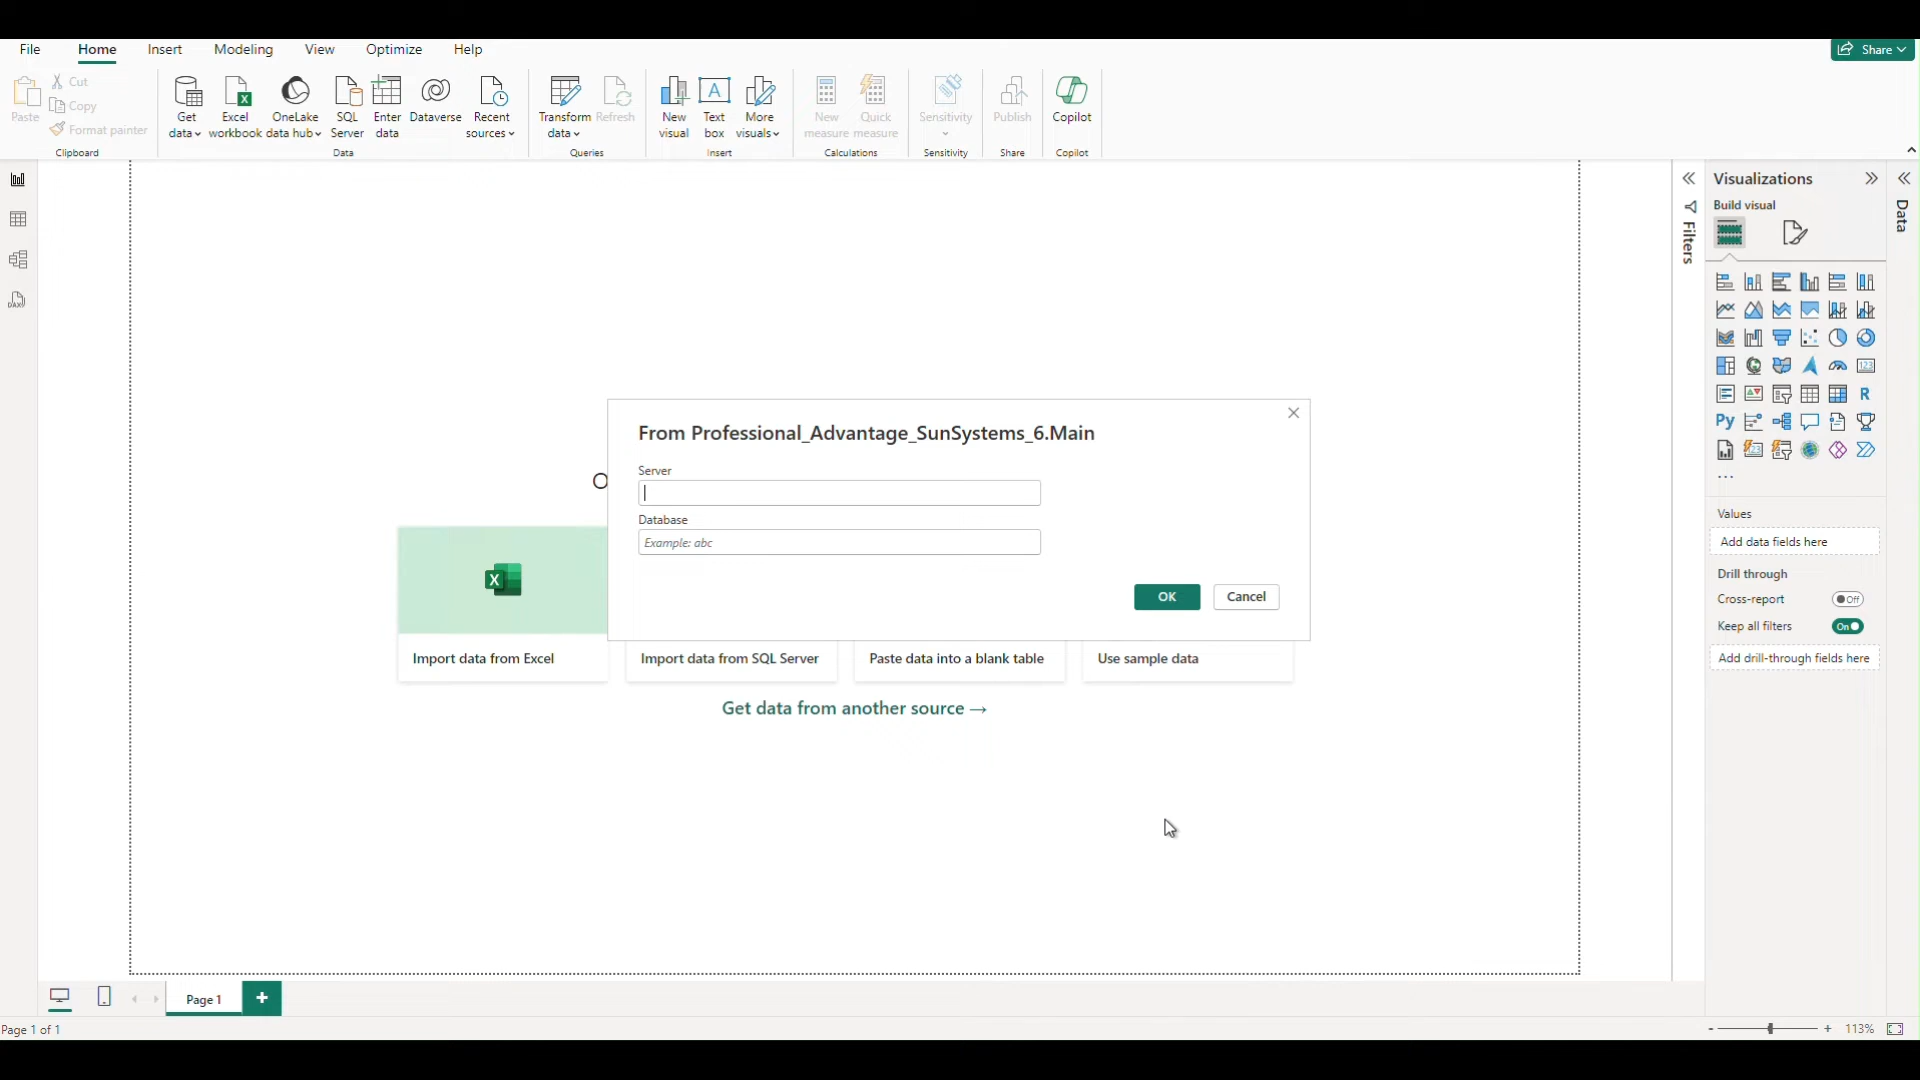 File Home Insert Modeling View Optimize Help
Share
Paste
Cut
Copy
Format painter
Clipboard
Get data
Excel workbook
OneLake data hub
SQL Server
Enter data
Dataverse
Recent sources
Data
Transform data
Refresh
Queries
New visual
A
Text box
More visuals
Insert
New measure
Quick measure
Calculations
Sensitivity
Sensitivity
Publish
Share
Copilot
Copilot
DAX
Filters
Visualizations
Build visual
Data
123
R
Py
123
...
Values
Add data fields here
Drill through
Cross-report Off
Keep all filters On
Add drill-through fields here
From Professional_Advantage_SunSystems_6.Main
Server
Database
Example: abc
OK Cancel
O
X
Import data from Excel
Import data from SQL Server
Paste data into a blank table
Use sample data
Get data from another source →
Page 1
+
Page 1 of 1
- + 113%